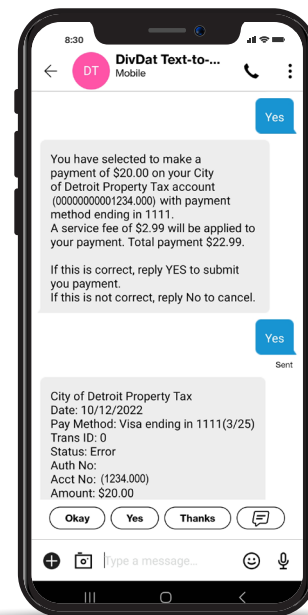 8:30
DT
DivDat Text-to-...
Mobile
Yes
You have selected to make a
payment of $20.00 on your City
of Detroit Property Tax account
(00000000001234.000) with payment
method ending in 1111.
A service fee of $2.99 will be applied to
your payment. Total payment $22.99.
If this is correct, reply YES to submit
you payment.
If this is not correct, reply No to cancel.
Yes
Sent
City of Detroit Property Tax
Date: 10/12/2022
Pay Method: Visa ending in 1111(3/25)
Trans ID: 0
Status: Error
Auth No:
Acct No: (1234.000)
Amount: $20.00
Okay
Yes
Thanks
Type a message...